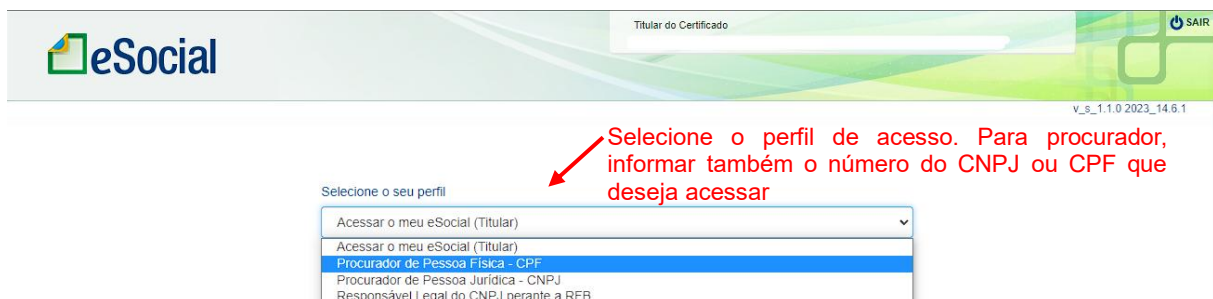 Titular do Certificado
SAIR
eSocial
v_s_1.1.0 2023_14.6.1
Selecione o perfil de acesso. Para procurador,
informar também o número do CNPJ ou CPF que
deseja acessar
Selecione o seu perfil
Acessar o meu eSocial (Titular)
Acessar o meu eSocial (Titular)
Procurador de Pessoa Física - CPF
Procurador de Pessoa Jurídica - CNPJ
Responsável Legal do CNPJ perante a RFB